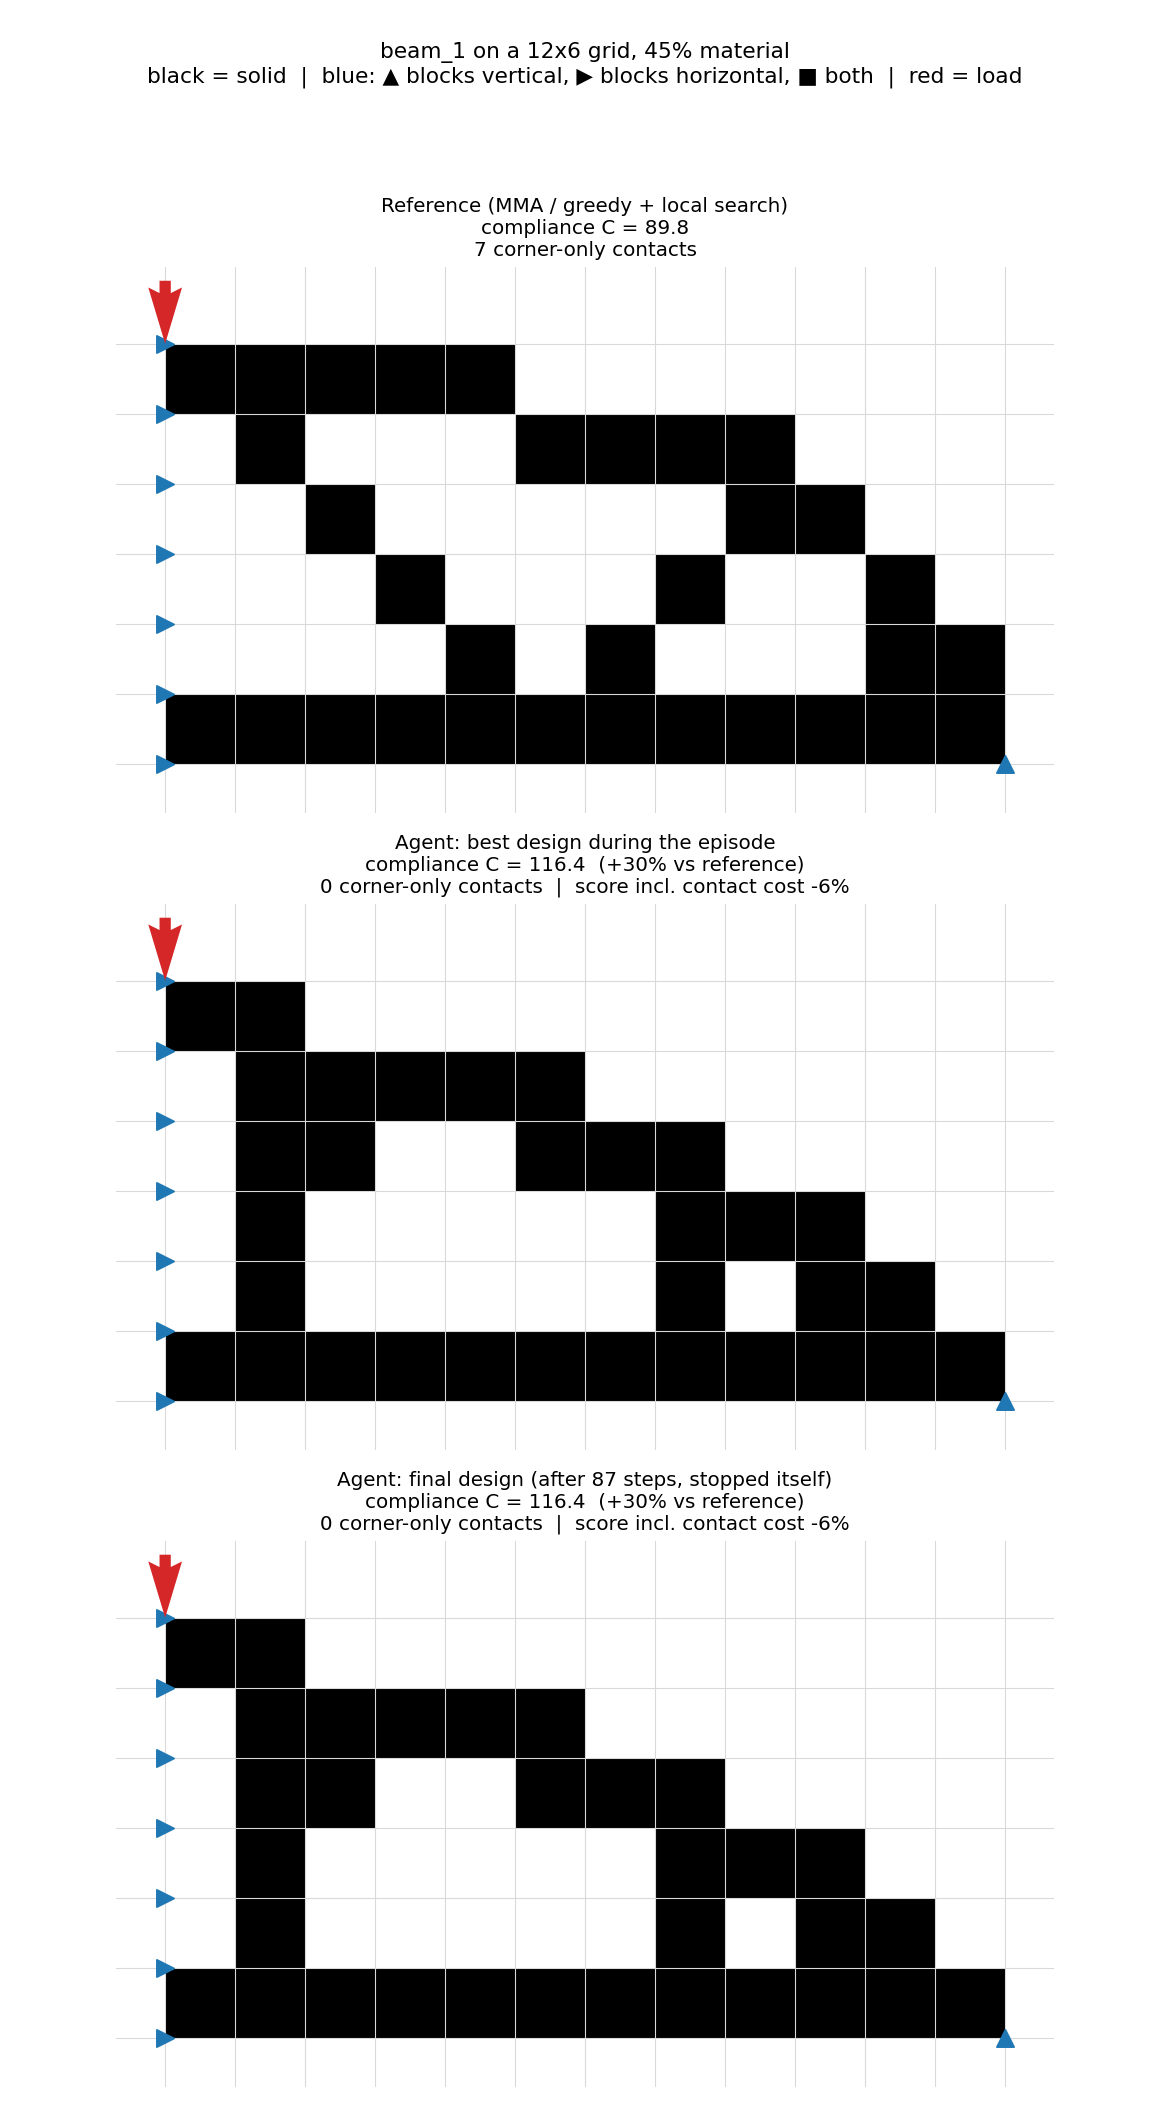 beam_1 on a 12x6 grid, 45% material
black = solid | blue: ▲ blocks vertical, ▶ blocks horizontal, ■ both | red = load
Reference (MMA / greedy + local search)
compliance C = 89.8
7 corner-only contacts
Agent: best design during the episode
compliance C = 116.4 (+30% vs reference)
0 corner-only contacts | score incl. contact cost -6%
Agent: final design (after 87 steps, stopped itself)
compliance C = 116.4 (+30% vs reference)
0 corner-only contacts | score incl. contact cost -6%